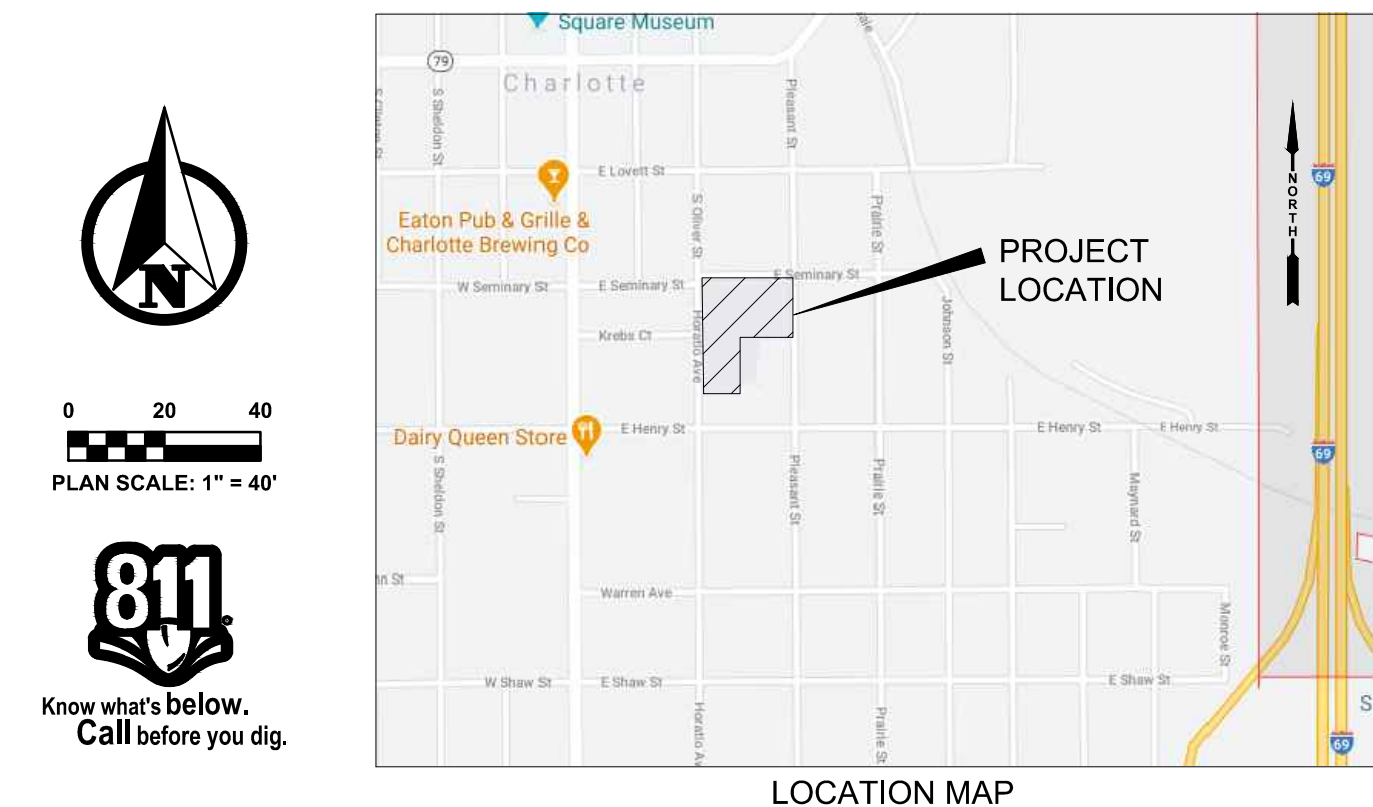 N
0 20 40
PLAN SCALE: 1" = 40'
811
Know what's below.
Call before you dig.
Square Museum
79
Charlotte
S Sheldon St
Pleasant St
E Lovett St
Eaton Pub & Grille &
Charlotte Brewing Co
S Oliver St
Prairie St
NORTH
69
PROJECT
LOCATION
W Seminary St
E Seminary St
E Seminary St
Krebs Ct
Horatio Ave
Johnson St
Dairy Queen Store
E Henry St
E Henry St
E Henry St
69
S Sheldon St
Pleasant St
Prairie St
Maynard St
Warren Ave
Monroe St
W Shaw St
E Shaw St
E Shaw St
S
Horatio Av
Prairie St
69
LOCATION MAP